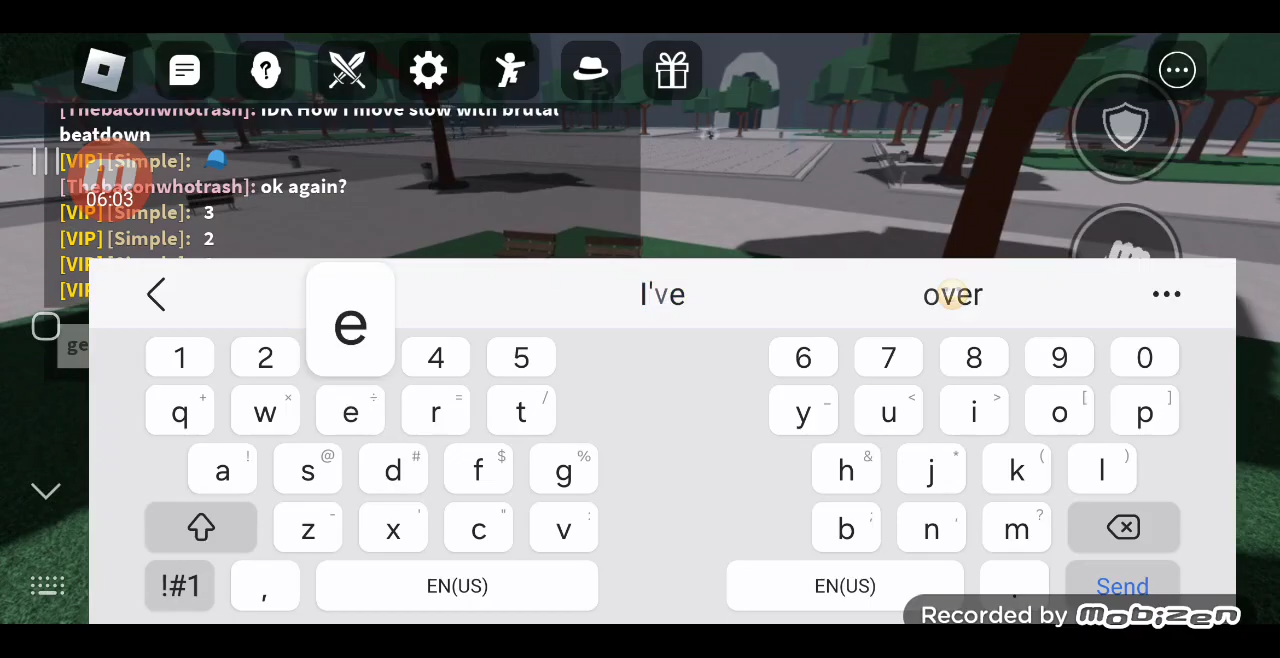 [Thebaconwhotrash]: IDK How I move slow with brutal
beatdown
[VIP] [Simple]:
[Thebaconwhotrash]: ok again?
06:03
[VIP] [Simple]: 3
[VIP] [Simple]: 2
ge
e
I've
over
1 2 4 5 6 7 8 9 0
q + w × e ÷ r = t / y _ u < i > o [ p ]
a ! s @ d # f $ g % h & j * k ( l )
z - x ' c " v : b ; n , m ?
!#1 , EN(US) EN(US) . Send
Recorded by mobizen